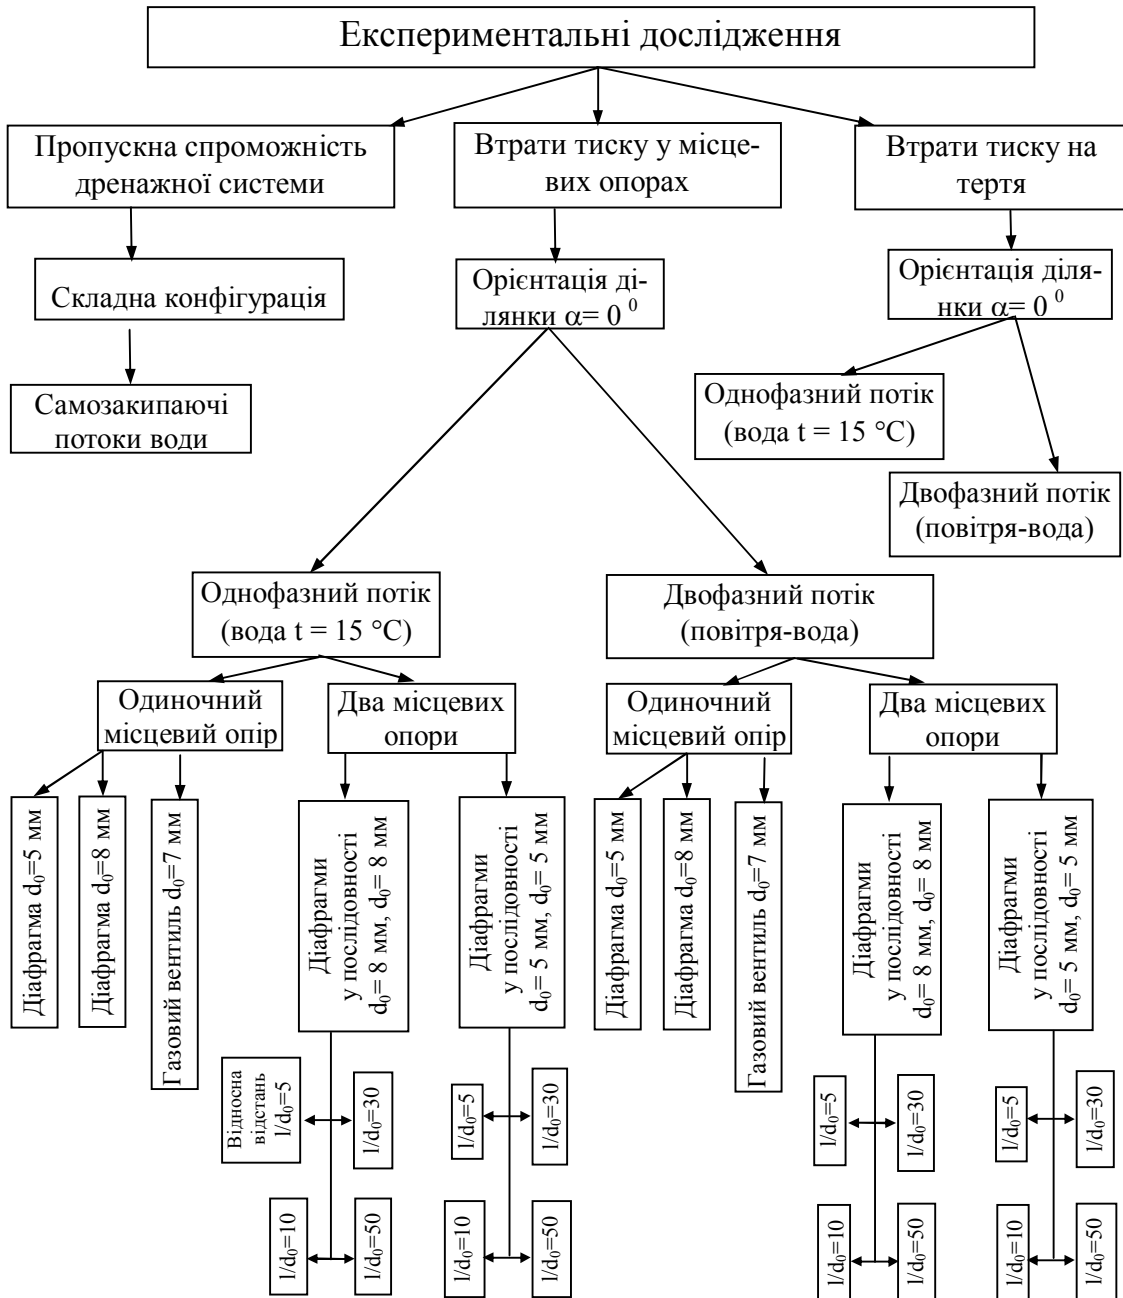 Експериментальні дослідження
Пропускна спроможність
дренажної системи
Втрати тиску у місце-
вих опорах
Втрати тиску на
тертя
Складна конфігурація
Орієнтація ді-
лянки α= 0 ⁰
Орієнтація діля-
нки α= 0 ⁰
Самозакипаючі
потоки води
Однофазний потік
(вода t = 15 °C)
Двофазний потік
(повітря-вода)
Однофазний потік
(вода t = 15 °C)
Двофазний потік
(повітря-вода)
Одиночний
місцевий опір
Два місцевих
опори
Одиночний
місцевий опір
Два місцевих
опори
Діафрагма d₀=5 мм
Діафрагма d₀=8 мм
Газовий вентиль d₀=7 мм
Діафрагми
у послідовності
d₀= 8 мм, d₀= 8 мм
Діафрагми
у послідовності
d₀= 5 мм, d₀= 5 мм
Діафрагма d₀=5 мм
Діафрагма d₀=8 мм
Газовий вентиль d₀=7 мм
Діафрагми
у послідовності
d₀= 8 мм, d₀= 8 мм
Діафрагми
у послідовності
d₀= 5 мм, d₀= 5 мм
Відносна
відстань
l/d₀=5
l/d₀=30
l/d₀=5
l/d₀=30
l/d₀=5
l/d₀=30
l/d₀=5
l/d₀=30
l/d₀=10
l/d₀=50
l/d₀=10
l/d₀=50
l/d₀=10
l/d₀=50
l/d₀=10
l/d₀=50